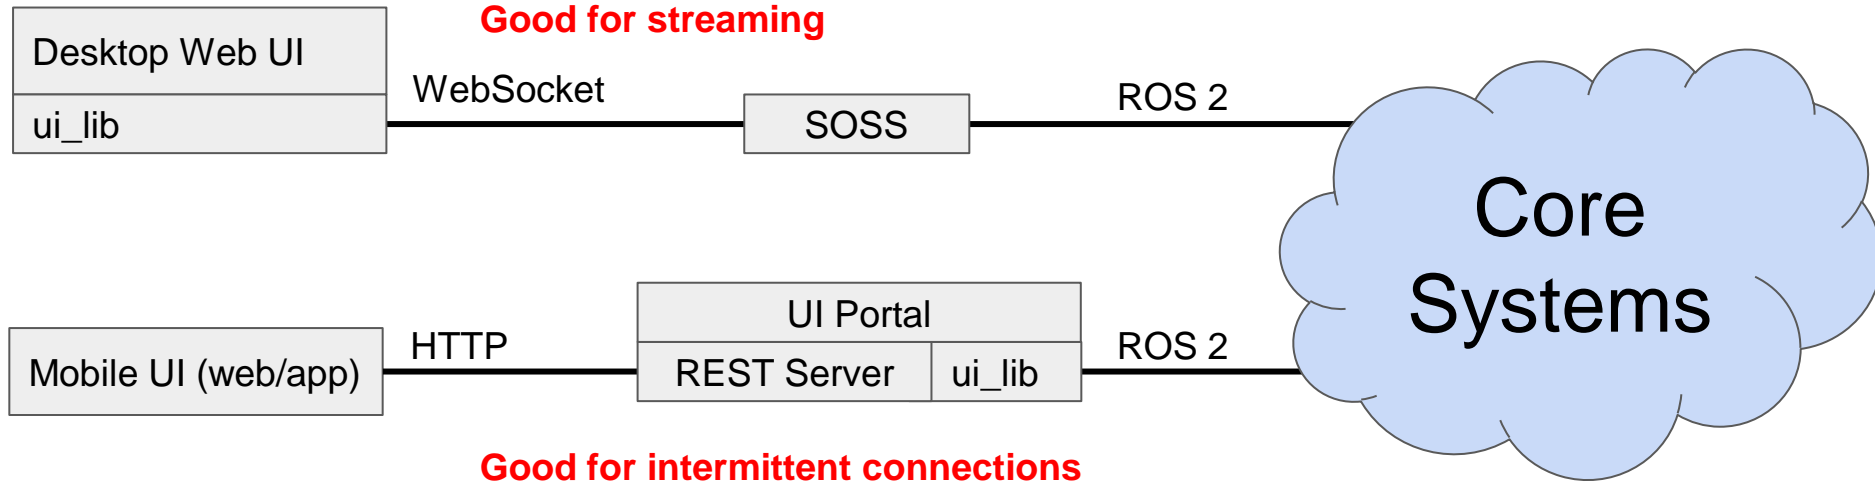 Good for streaming
Desktop Web UI
ui_lib
WebSocket
SOSS
ROS 2
Core
Systems
Mobile UI (web/app)
HTTP
UI Portal
REST Server
ui_lib
ROS 2
Good for intermittent connections